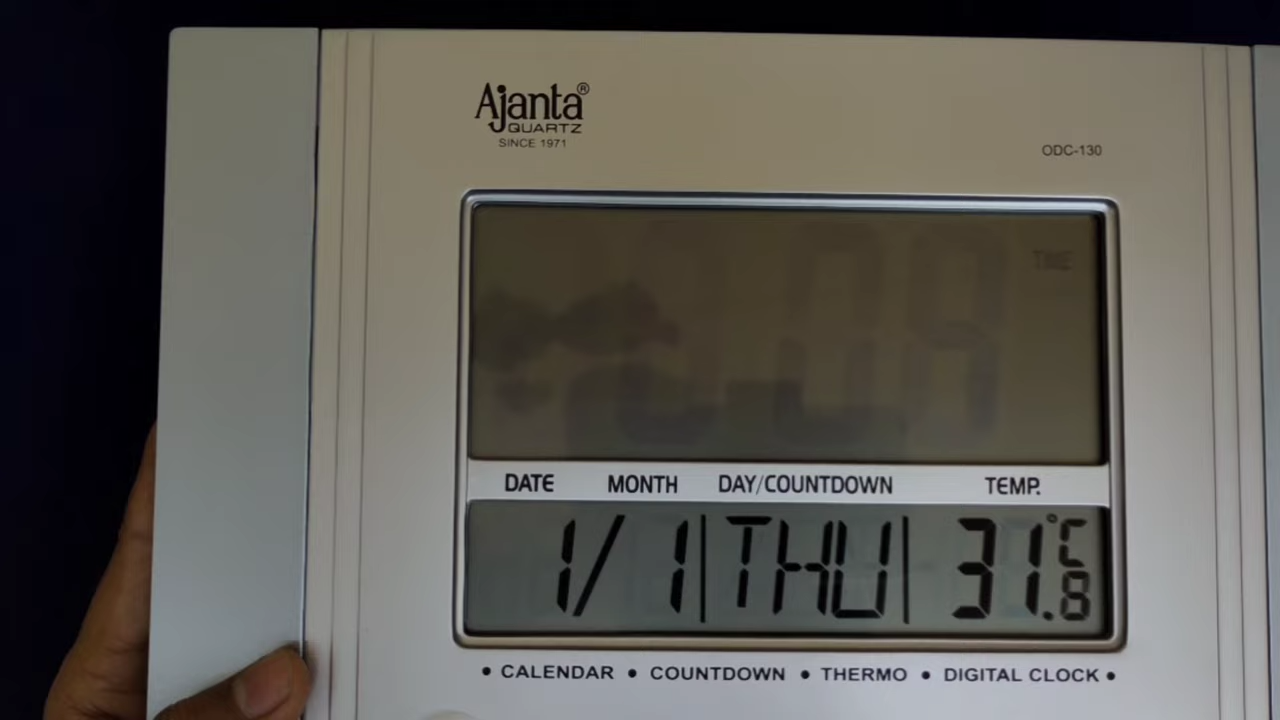 Ajanta®
QUARTZ
SINCE 1971
ODC-130
TIME
DATE MONTH DAY/COUNTDOWN TEMP.
1/1 THU 31.8°C
• CALENDAR • COUNTDOWN • THERMO • DIGITAL CLOCK •